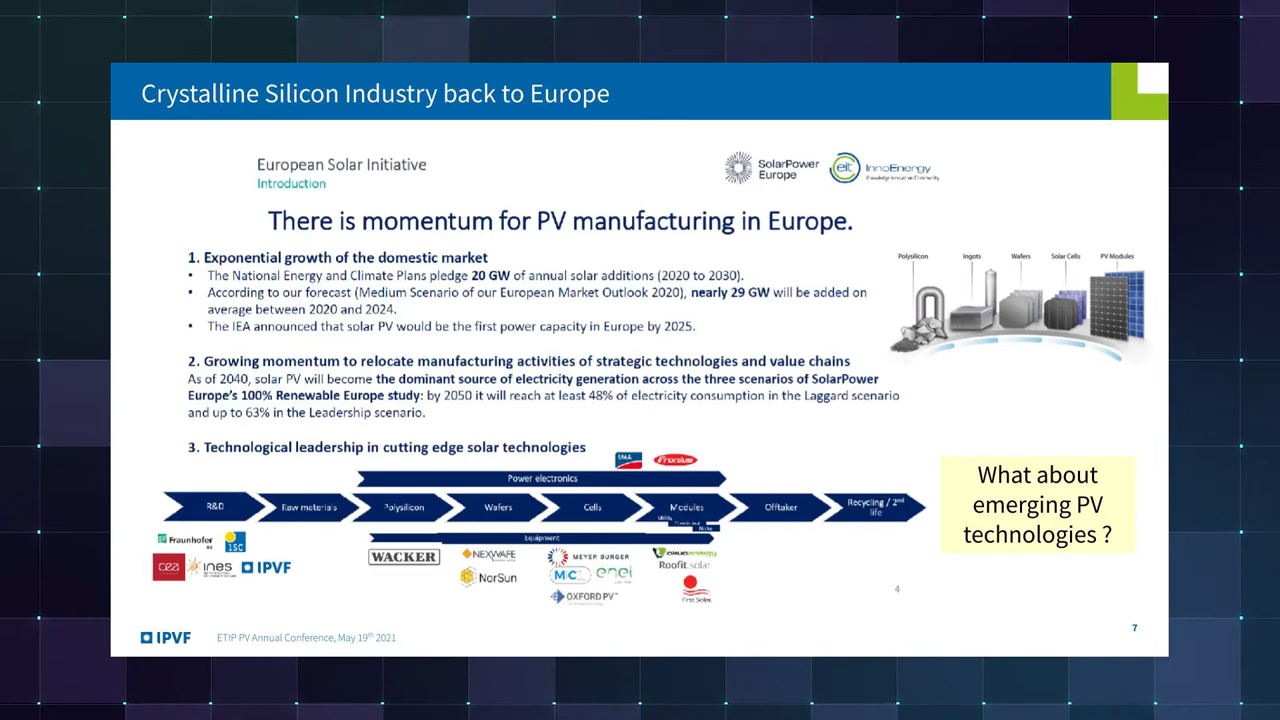 Crystalline Silicon Industry back to Europe
European Solar Initiative
Introduction
SolarPower
Europe
eit
InnoEnergy
Knowledge Innovation Community
There is momentum for PV manufacturing in Europe.
1. Exponential growth of the domestic market
• The National Energy and Climate Plans pledge 20 GW of annual solar additions (2020 to 2030).
• According to our forecast (Medium Scenario of our European Market Outlook 2020), nearly 29 GW will be added on
average between 2020 and 2024.
• The IEA announced that solar PV would be the first power capacity in Europe by 2025.
Polysilicon Ingots Wafers Solar Cells PV Modules
2. Growing momentum to relocate manufacturing activities of strategic technologies and value chains
As of 2040, solar PV will become the dominant source of electricity generation across the three scenarios of SolarPower
Europe's 100% Renewable Europe study: by 2050 it will reach at least 48% of electricity consumption in the Laggard scenario
and up to 63% in the Leadership scenario.
3. Technological leadership in cutting edge solar technologies
SMA Fronius
Power electronics
R&D Raw materials Polysilicon Wafers Cells Modules Offtaker Recycling / 2nd
life
Equipment
Fraunhofer
ISE
ISC
cea
ines
IPVF
WACKER
NEXWAFE
NorSun
MEYER BURGER
enel
OXFORD PV™
Roofit.solar
First Solar.
What about
emerging PV
technologies ?
4
IPVF
ETIP PV Annual Conference, May 19th 2021
7